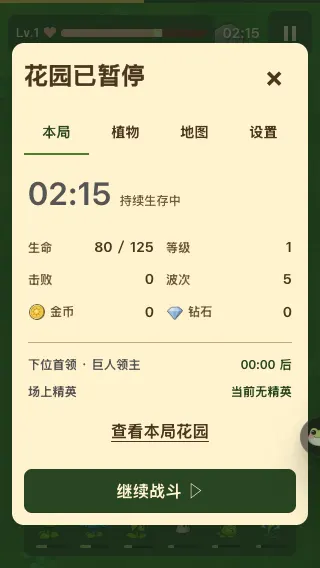 Lv.1 02:15
花园已暂停 ×
本局 植物 地图 设置
02:15 持续生存中
生命 80 / 125 等级 1
击败 0 波次 5
金币 0 钻石 0
下位首领 · 巨人领主 00:00 后
场上精英 当前无精英
查看本局花园
继续战斗 ▷